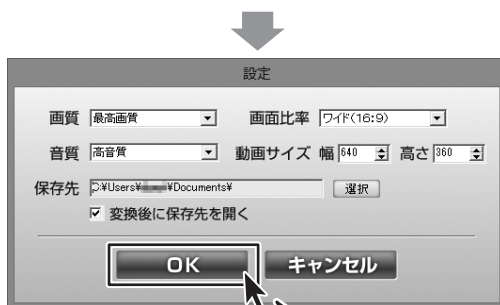 設定
画質 最高画質 画面比率 ワイド(16:9)
音質 高音質 動画サイズ 幅 640 高さ 360
保存先 :¥Users¥ ¥Documents¥ 選択
変換後に保存先を開く
OK キャンセル